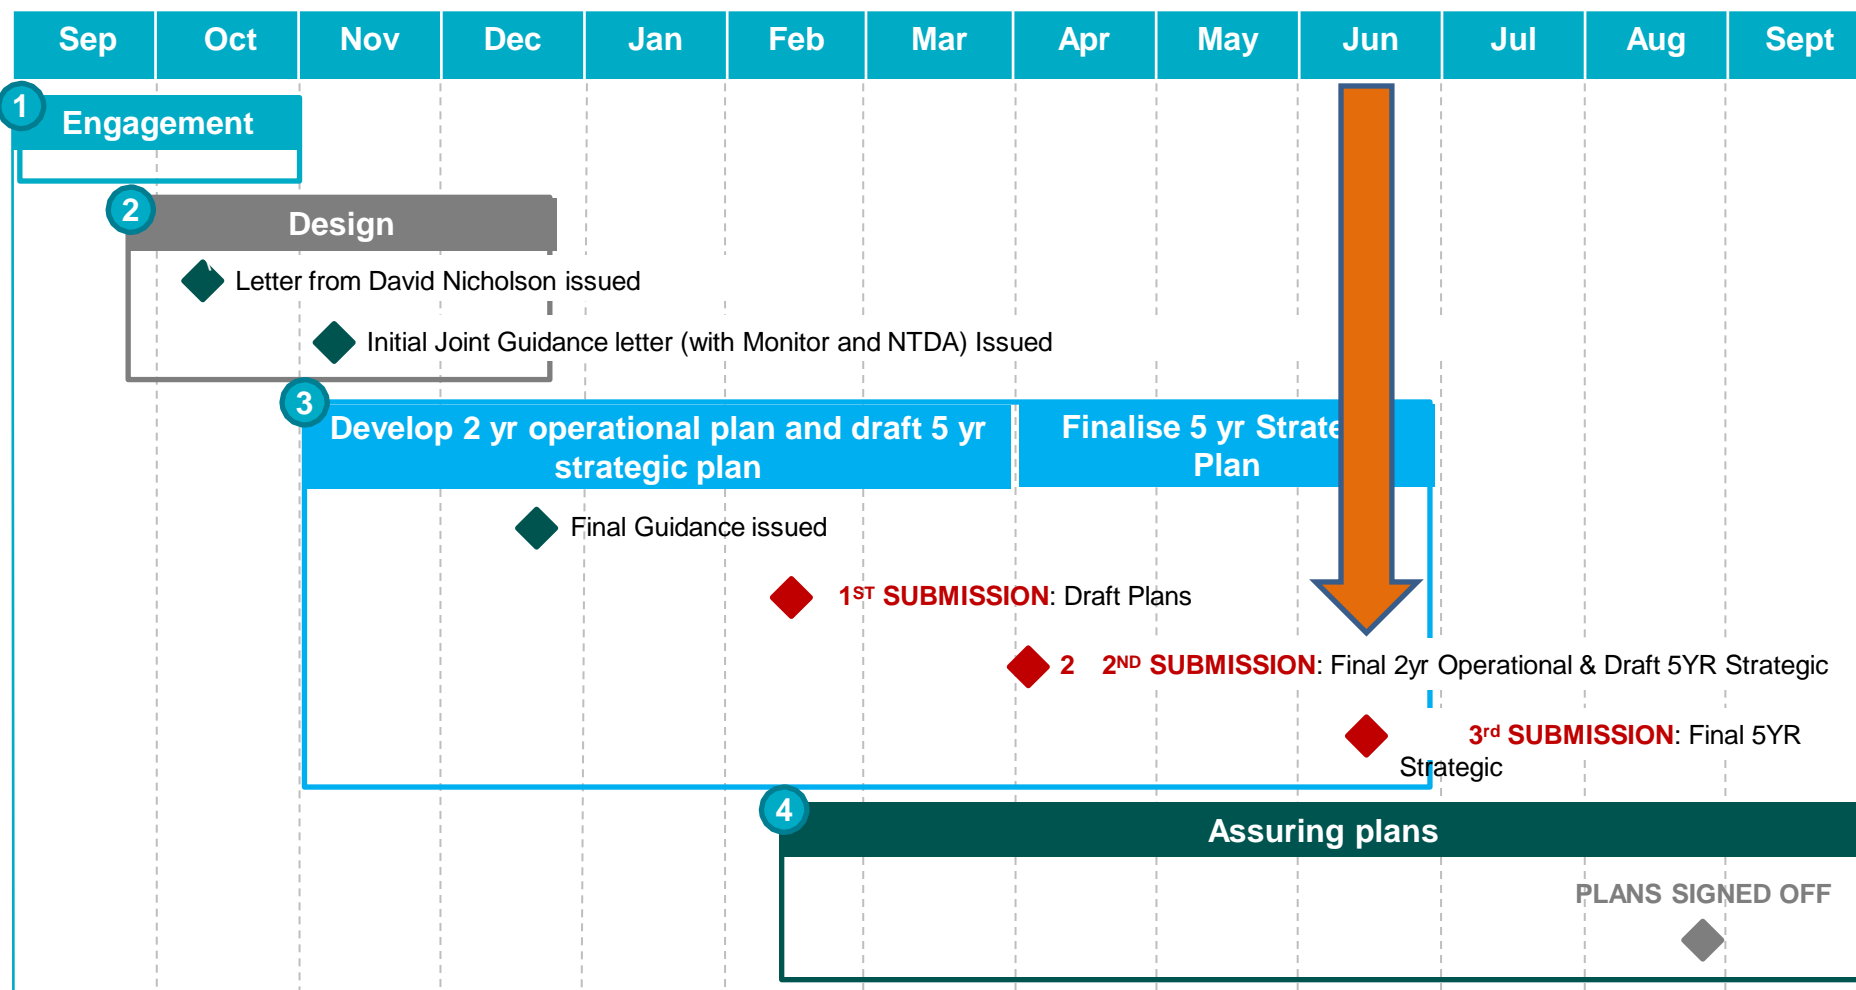 Sep Oct Nov Dec Jan Feb Mar Apr May Jun Jul Aug Sept
1
Engagement
2
Design
Letter from David Nicholson issued
Initial Joint Guidance letter (with Monitor and NTDA) Issued
3
Develop 2 yr operational plan and draft 5 yr
strategic plan
Finalise 5 yr Strate
Plan
Final Guidance issued
1ST SUBMISSION: Draft Plans
2 2ND SUBMISSION: Final 2yr Operational & Draft 5YR Strategic
3rd SUBMISSION: Final 5YR
Strategic
4
Assuring plans
PLANS SIGNED OFF